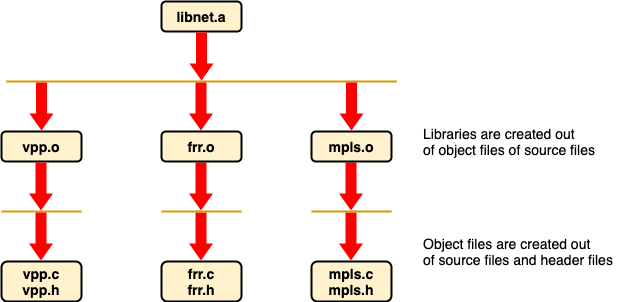 libnet.a
vpp.o
frr.o
mpls.o
Libraries are created out
of object files of source files
vpp.c
vpp.h
frr.c
frr.h
mpls.c
mpls.h
Object files are created out
of source files and header files